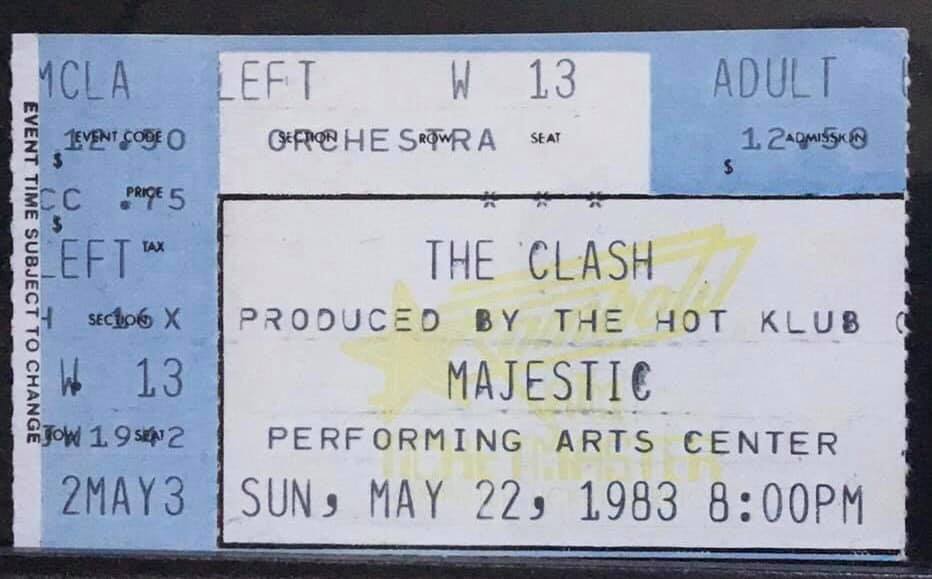 EVENT TIME SUBJECT TO CHANGE
MCLA
EVENT CODE
$
PRICE
CC .75
$
LEFT TAX
SECTION
W 13
SEAT
2MAY3
LEFT W 13 ADULT
ORCHESTRA
SECTION ROW SEAT
12.50
ADMISSION
$
* * *
THE CLASH
PRODUCED BY THE HOT KLUB
MAJESTIC
PERFORMING ARTS CENTER
SUN, MAY 22, 1983 8:00PM
TICKETMASTER